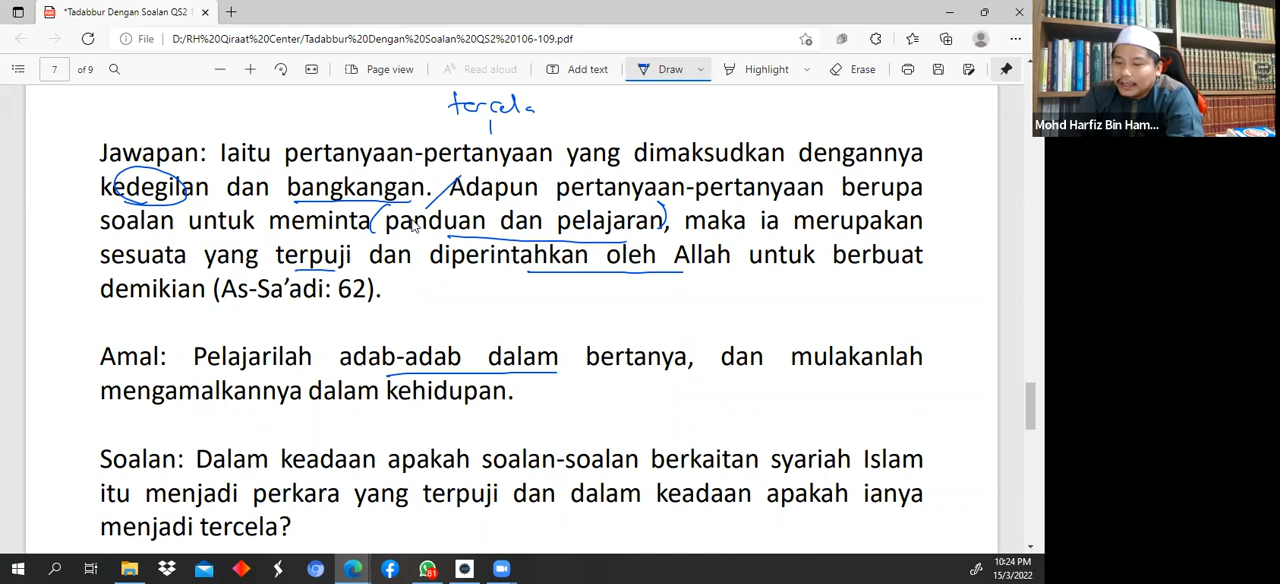 *Tadabbur Dengan Soalan QS2 1
File
D:/RH%20Qiraat%20Center/Tadabbur%20Dengan%20Soalan%20QS2%20106-109.pdf
7 of 9
Page view
Read aloud
Add text
Draw
Highlight
Erase
Mohd Harfiz Bin Ham...
tercela
Jawapan: Iaitu pertanyaan-pertanyaan yang dimaksudkan dengannya
kedegilan dan bangkangan. Adapun pertanyaan-pertanyaan berupa
soalan untuk meminta (panduan dan pelajaran), maka ia merupakan
sesuata yang terpuji dan diperintahkan oleh Allah untuk berbuat
demikian (As-Sa’adi: 62).
Amal: Pelajarilah adab-adab dalam bertanya, dan mulakanlah
mengamalkannya dalam kehidupan.
Soalan: Dalam keadaan apakah soalan-soalan berkaitan syariah Islam
itu menjadi perkara yang terpuji dan dalam keadaan apakah ianya
menjadi tercela?
81
10:24 PM
15/3/2022